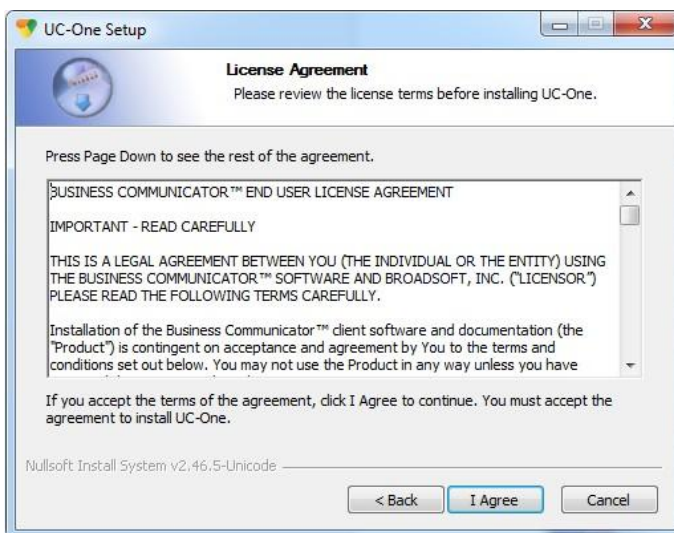 UC-One Setup
License Agreement
Please review the license terms before installing UC-One.
Press Page Down to see the rest of the agreement.
BUSINESS COMMUNICATOR™ END USER LICENSE AGREEMENT
IMPORTANT - READ CAREFULLY
THIS IS A LEGAL AGREEMENT BETWEEN YOU (THE INDIVIDUAL OR THE ENTITY) USING
THE BUSINESS COMMUNICATOR™ SOFTWARE AND BROADSOFT, INC. ("LICENSOR")
PLEASE READ THE FOLLOWING TERMS CAREFULLY.
Installation of the Business Communicator™ client software and documentation (the
"Product") is contingent on acceptance and agreement by You to the terms and
conditions set out below. You may not use the Product in any way unless you have
If you accept the terms of the agreement, click I Agree to continue. You must accept the
agreement to install UC-One.
Nullsoft Install System v2.46.5-Unicode
< Back I Agree Cancel